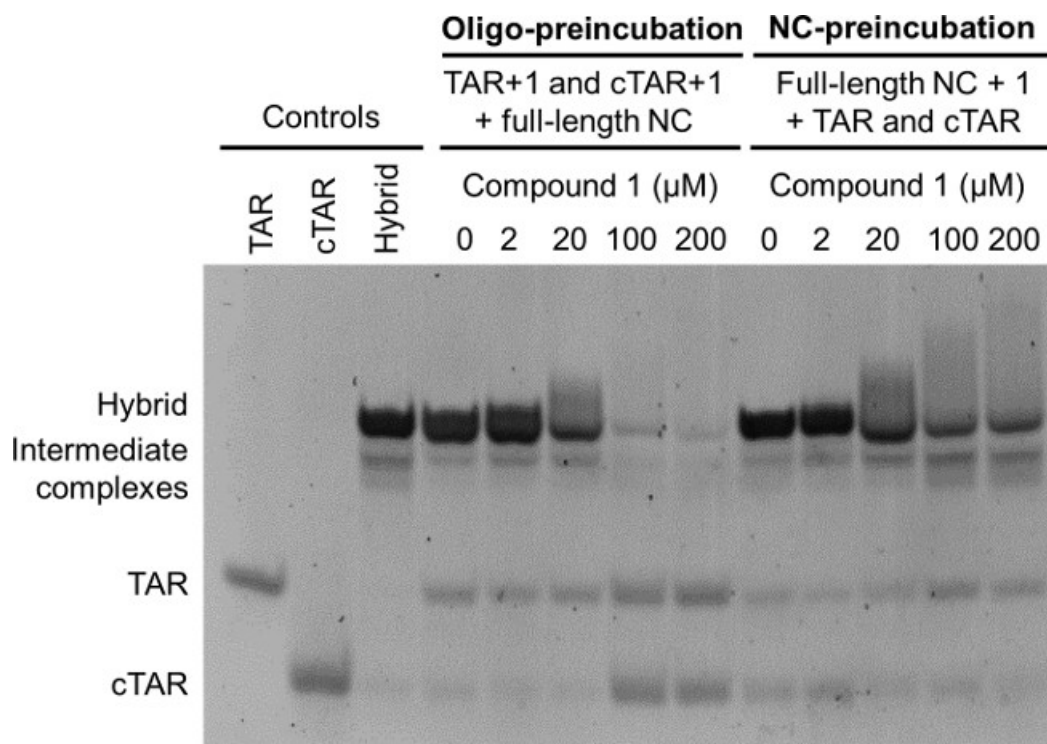 Oligo-preincubation
NC-preincubation
TAR+1 and cTAR+1
+ full-length NC
Full-length NC + 1
+ TAR and cTAR
Controls
Compound 1 (µM)
Compound 1 (µM)
TAR
cTAR
Hybrid
0 2 20 100 200
0 2 20 100 200
Hybrid
Intermediate
complexes
TAR
cTAR